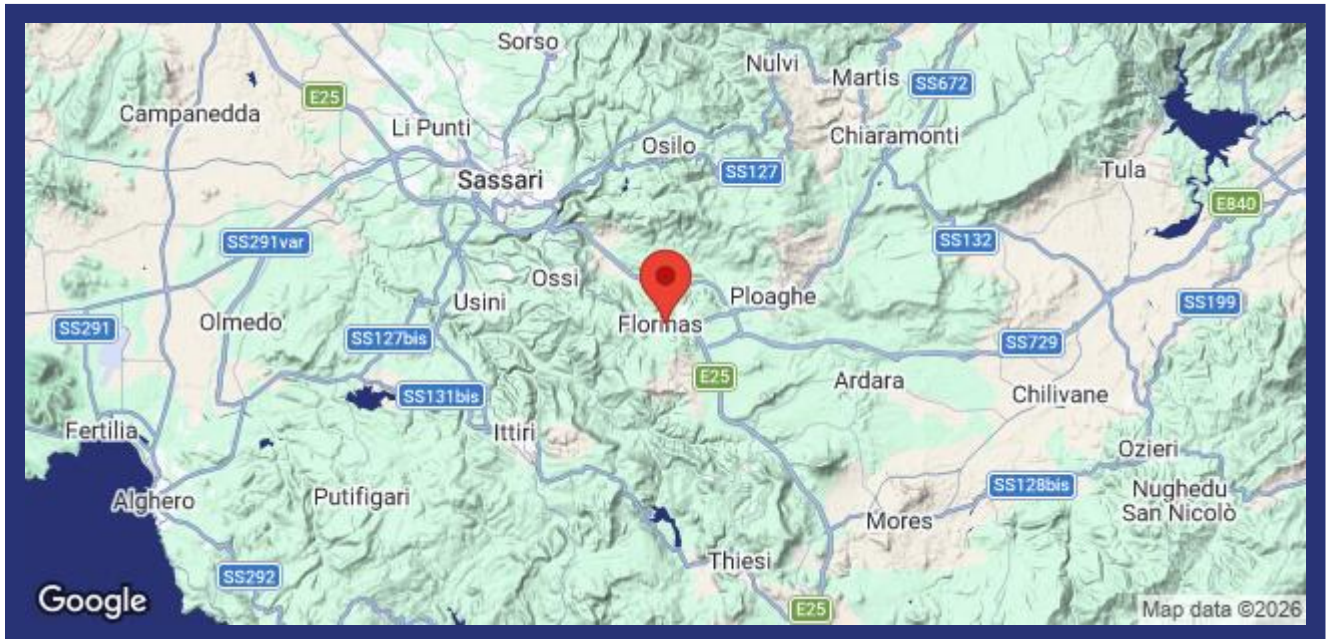 Sorso
Nulvi
Martis
SS672
E25
Campanedda
Li Punti
Chiaramonti
Osilo
SS127
Tula
Sassari
E840
SS291var
SS132
Ossi
Usini
Ploaghe
SS199
SS291
Olmedo
Florinas
SS127bis
SS729
E25
Ardara
SS131bis
Chilivane
Fertilia
Ittiri
Ozieri
Alghero
Putifigari
SS128bis
Nughedu
San Nicolò
Mores
Thiesi
SS292
Google
E25
Map data ©2026